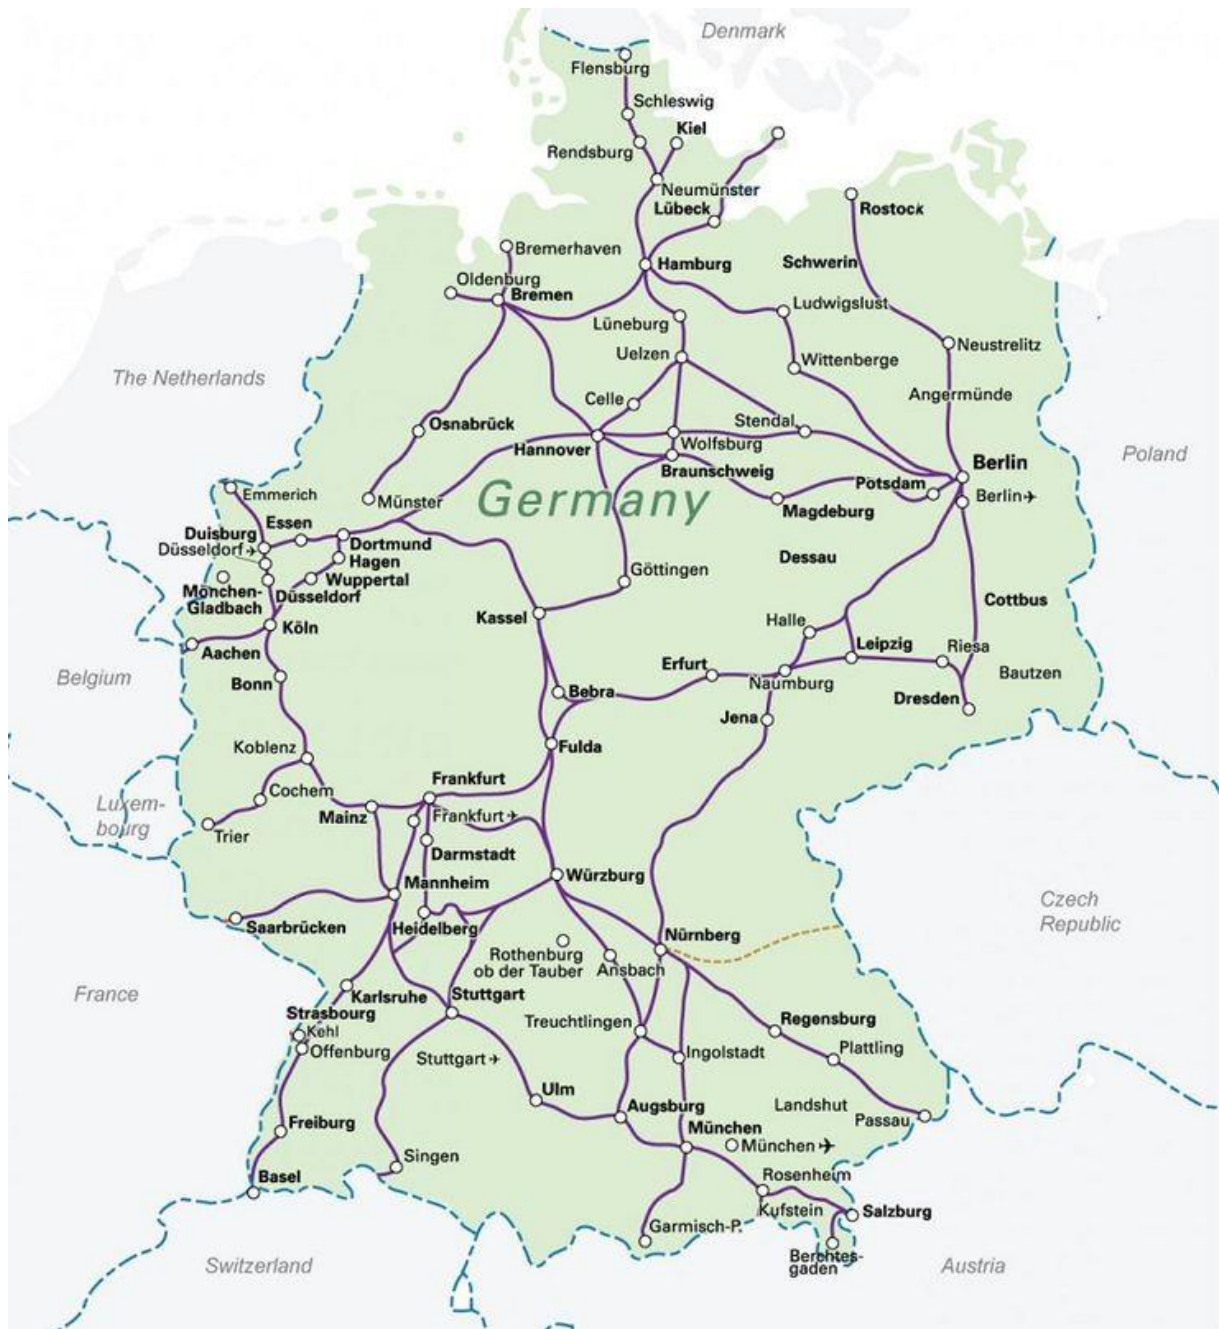 Denmark
Flensburg
Schleswig
Kiel
Rendsburg
Neumünster
Lübeck
Rostock
Bremerhaven
Hamburg
Schwerin
Oldenburg
Bremen
Ludwigslust
Lüneburg
Neustrelitz
Uelzen
Wittenberge
The Netherlands
Angermünde
Celle
Osnabrück
Stendal
Hannover
Wolfsburg
Poland
Braunschweig
Berlin
Potsdam
Emmerich
Münster
Germany
Berlin
Magdeburg
Essen
Duisburg
Düsseldorf
Dortmund
Hagen
Dessau
Göttingen
Wuppertal
Mönchen-
Gladbach
Düsseldorf
Cottbus
Kassel
Halle
Köln
Leipzig
Riesa
Aachen
Erfurt
Bautzen
Belgium
Bonn
Bebra
Naumburg
Dresden
Jena
Koblenz
Fulda
Frankfurt
Cochem
Luxem-
bourg
Mainz
Frankfurt
Trier
Darmstadt
Würzburg
Mannheim
Czech
Republic
Saarbrücken
Heidelberg
Nürnberg
Rothenburg
ob der Tauber
Ansbach
France
Karlsruhe
Stuttgart
Strasbourg
Kehl
Treuchtlingen
Regensburg
Offenburg
Stuttgart
Ingolstadt
Plattling
Ulm
Augsburg
Landshut
Passau
Freiburg
München
München
Singen
Basel
Rosenheim
Kufstein
Salzburg
Garmisch-P.
Berchtes-
gaden
Switzerland
Austria